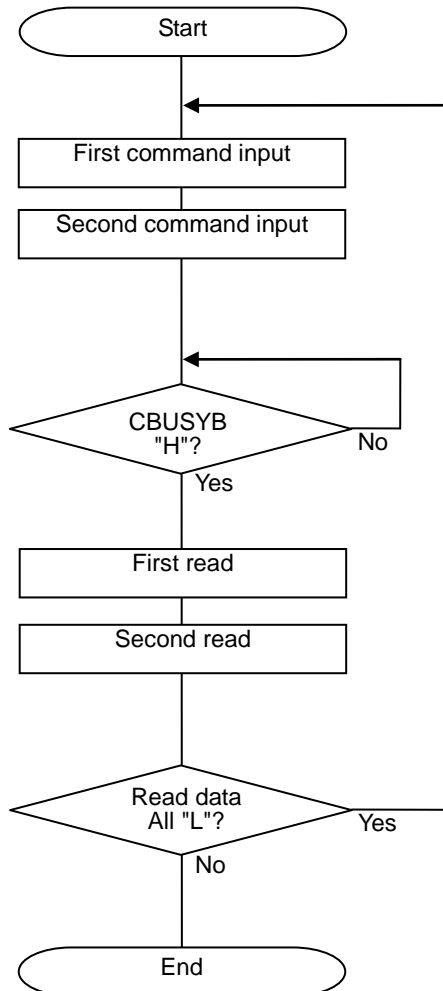 Start
First command input
Second command input
CBUSYB
"H"?
No
Yes
First read
Second read
Read data
All "L"?
Yes
No
End